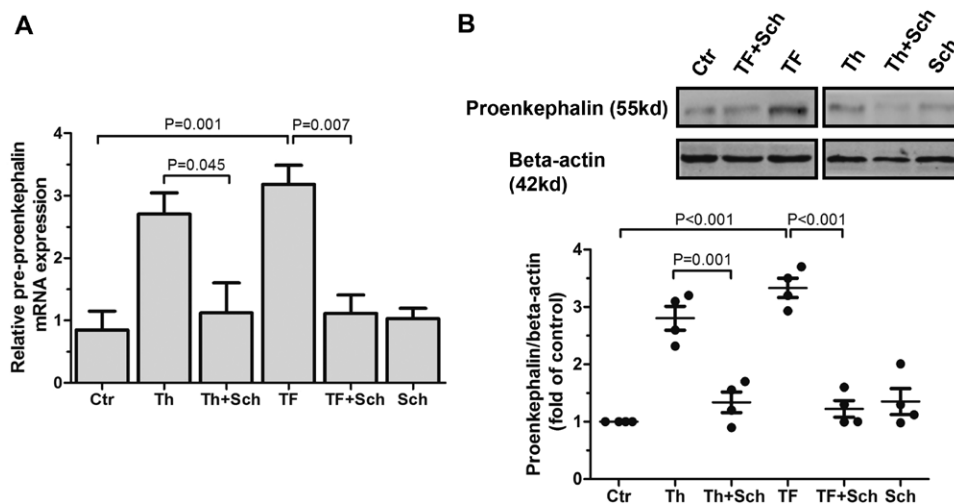 A
P=0.001
P=0.007
P=0.045
Relative pre-proenkephalin
mRNA expression
4
3
2
1
0
Ctr
Th
Th+Sch
TF
TF+Sch
Sch
B
Ctr
TF+Sch
TF
Th
Th+Sch
Sch
Proenkephalin (55kd)
Beta-actin
(42kd)
P<0.001
P<0.001
P=0.001
Proenkephalin/beta-actin
(fold of control)
4
3
2
1
0
Ctr
Th
Th+Sch
TF
TF+Sch
Sch